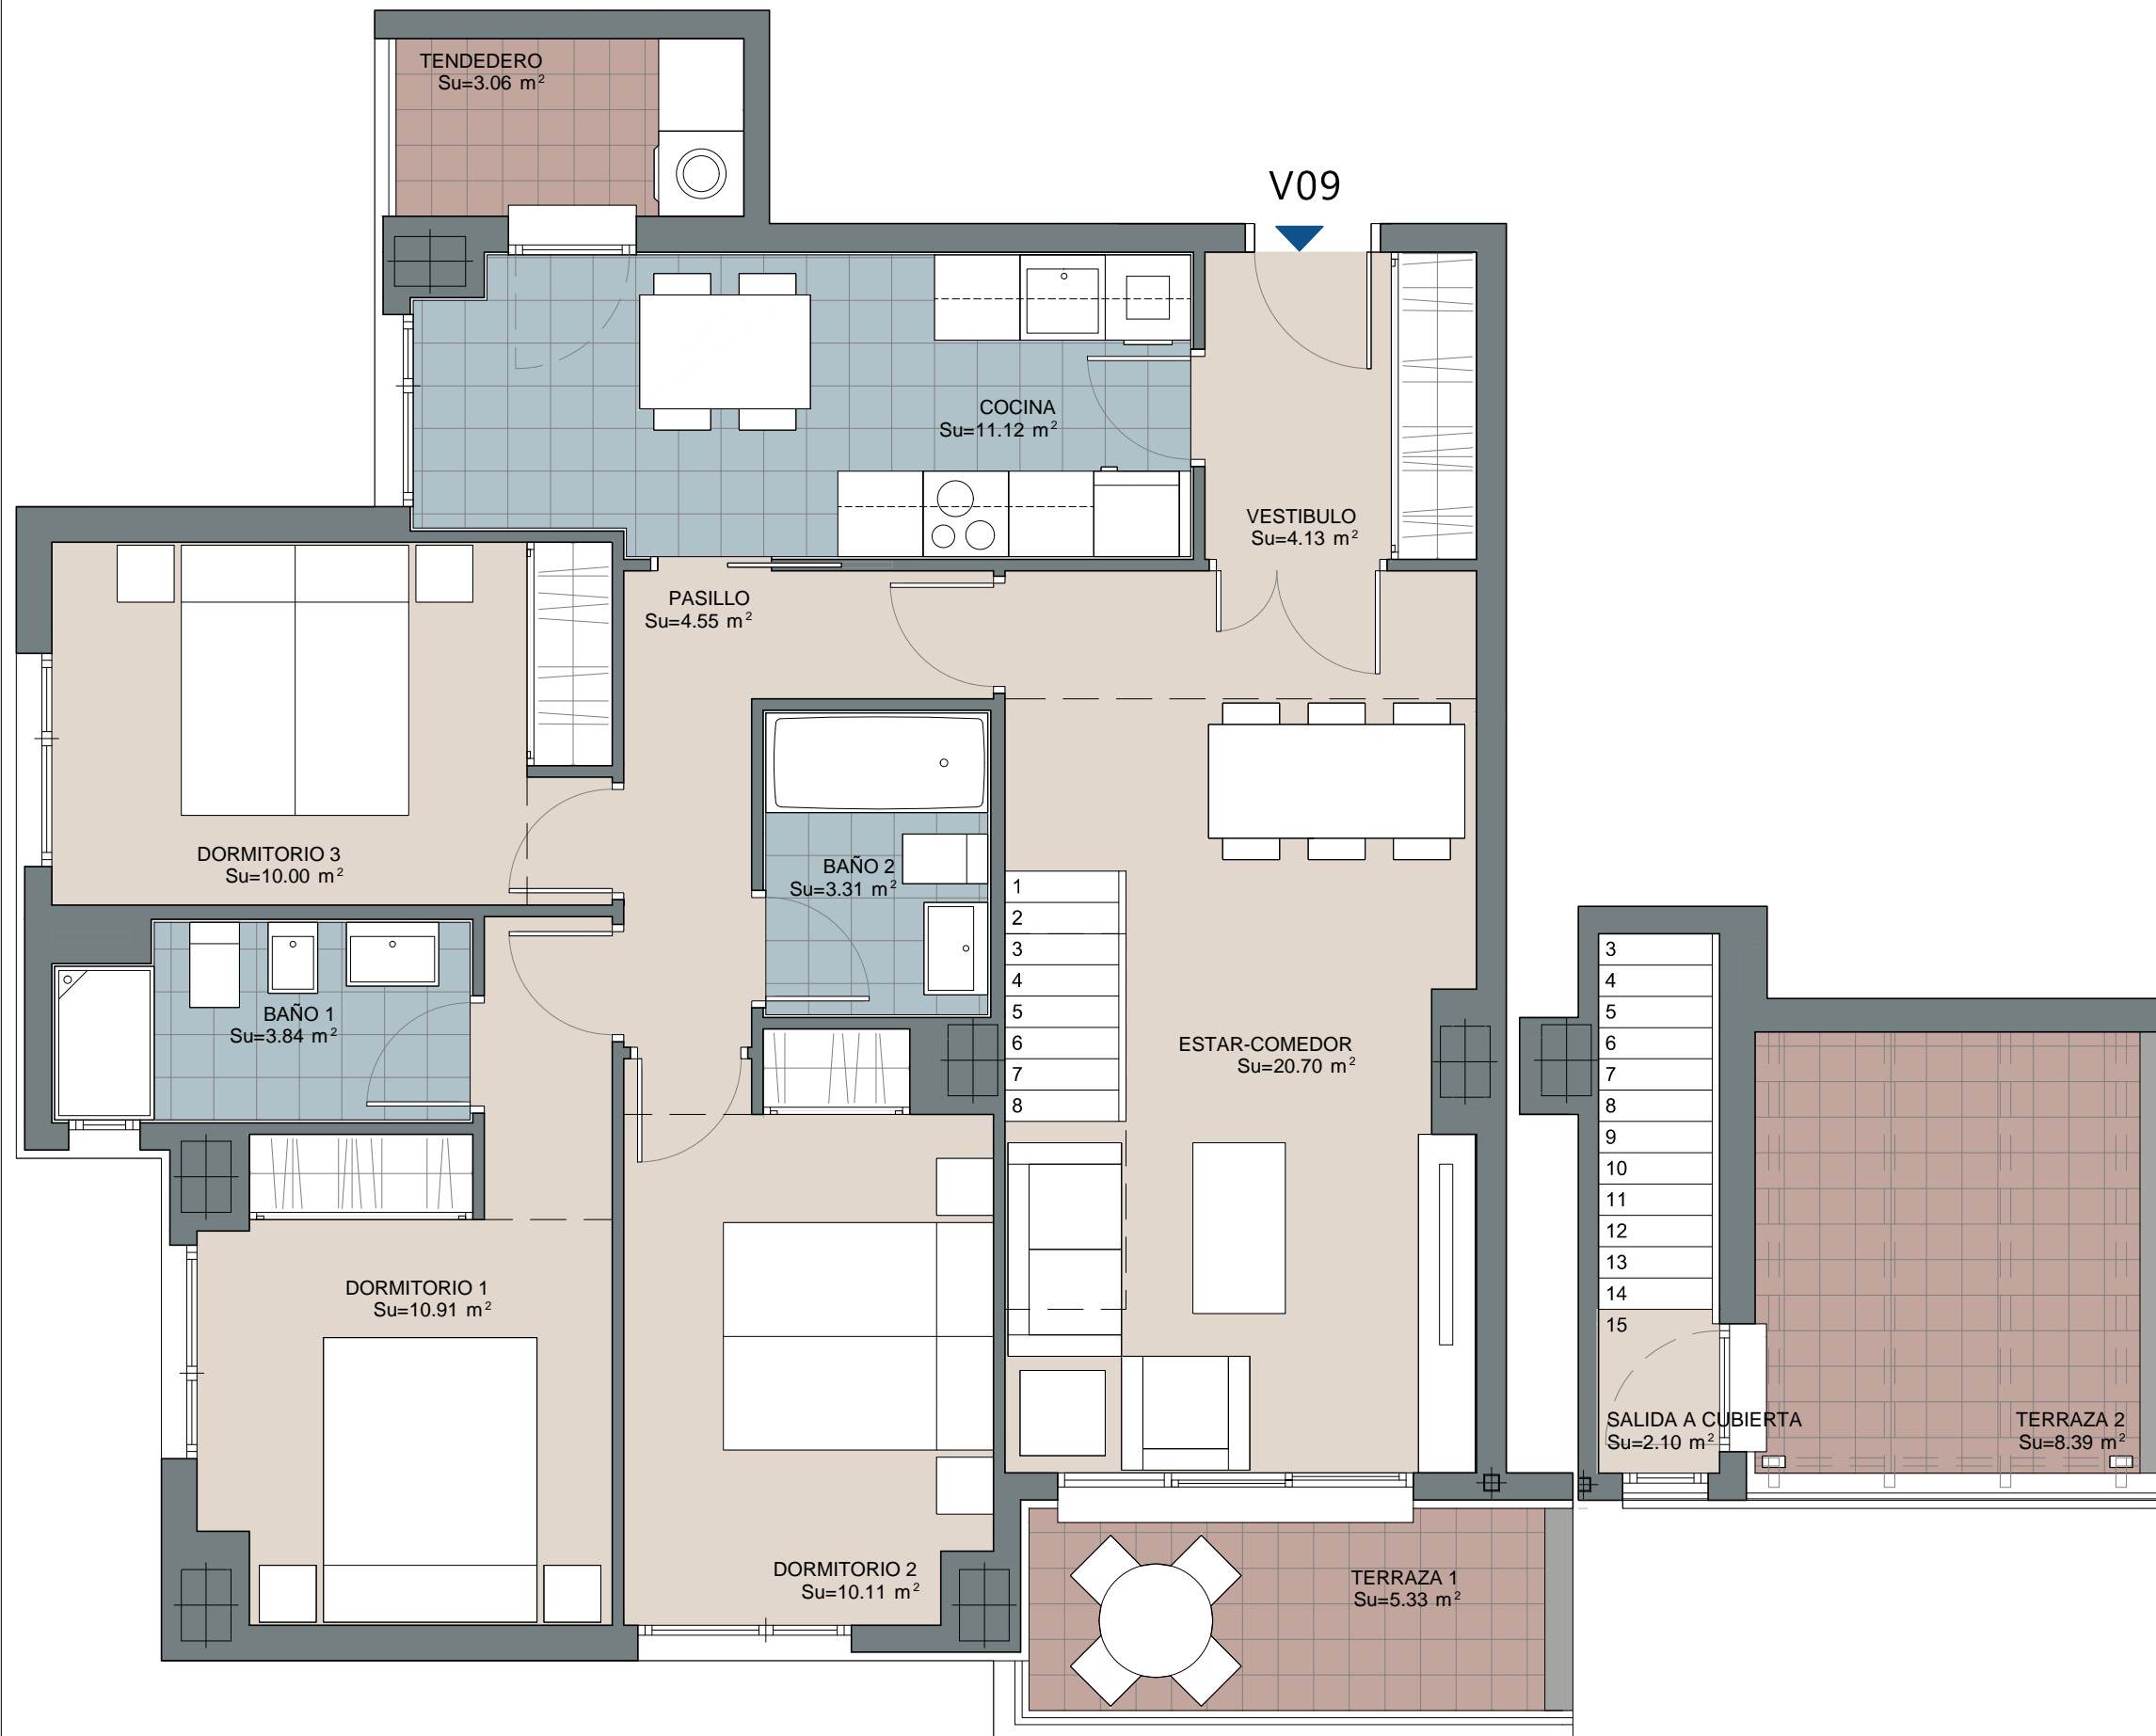 TENDEDERO
Su=3.06 m²
V09
COCINA
Su=11.12 m²
VESTIBULO
Su=4.13 m²
PASILLO
Su=4.55 m²
DORMITORIO 3
Su=10.00 m²
BAÑO 2
Su=3.31 m²
1
2
3
4
5
6
7
8
BAÑO 1
Su=3.84 m²
ESTAR-COMEDOR
Su=20.70 m²
3
4
5
6
7
8
9
10
11
12
13
14
15
DORMITORIO 1
Su=10.91 m²
SALIDA A CUBIERTA
Su=2.10 m²
TERRAZA 2
Su=8.39 m²
DORMITORIO 2
Su=10.11 m²
TERRAZA 1
Su=5.33 m²